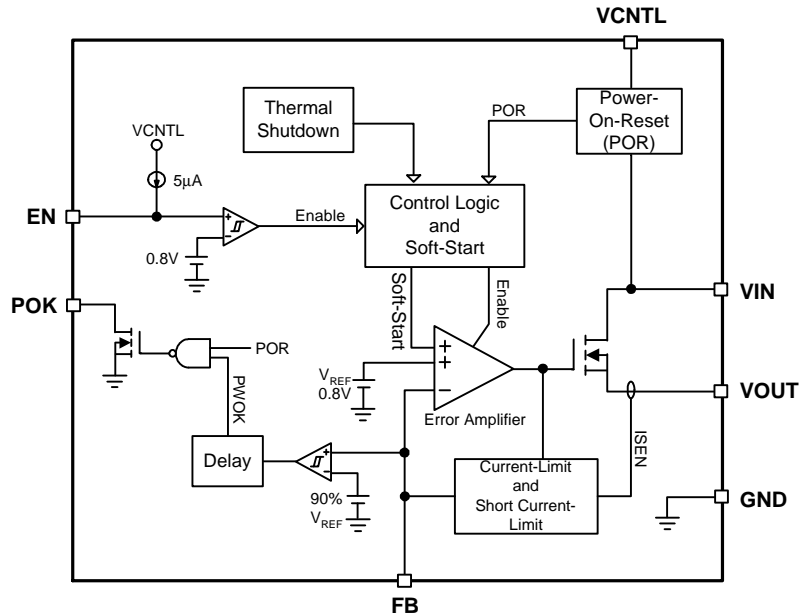 VCNTL
Thermal
Shutdown
POR
Power-
On-Reset
(POR)
VCNTL
5μA
EN
Enable
Control Logic
and
Soft-Start
0.8V
Soft-Start
Enable
VIN
POK
POR
PWOK
VREF
0.8V
Error Amplifier
VOUT
ISEN
Delay
90%
VREF
Current-Limit
and
Short Current-
Limit
GND
FB